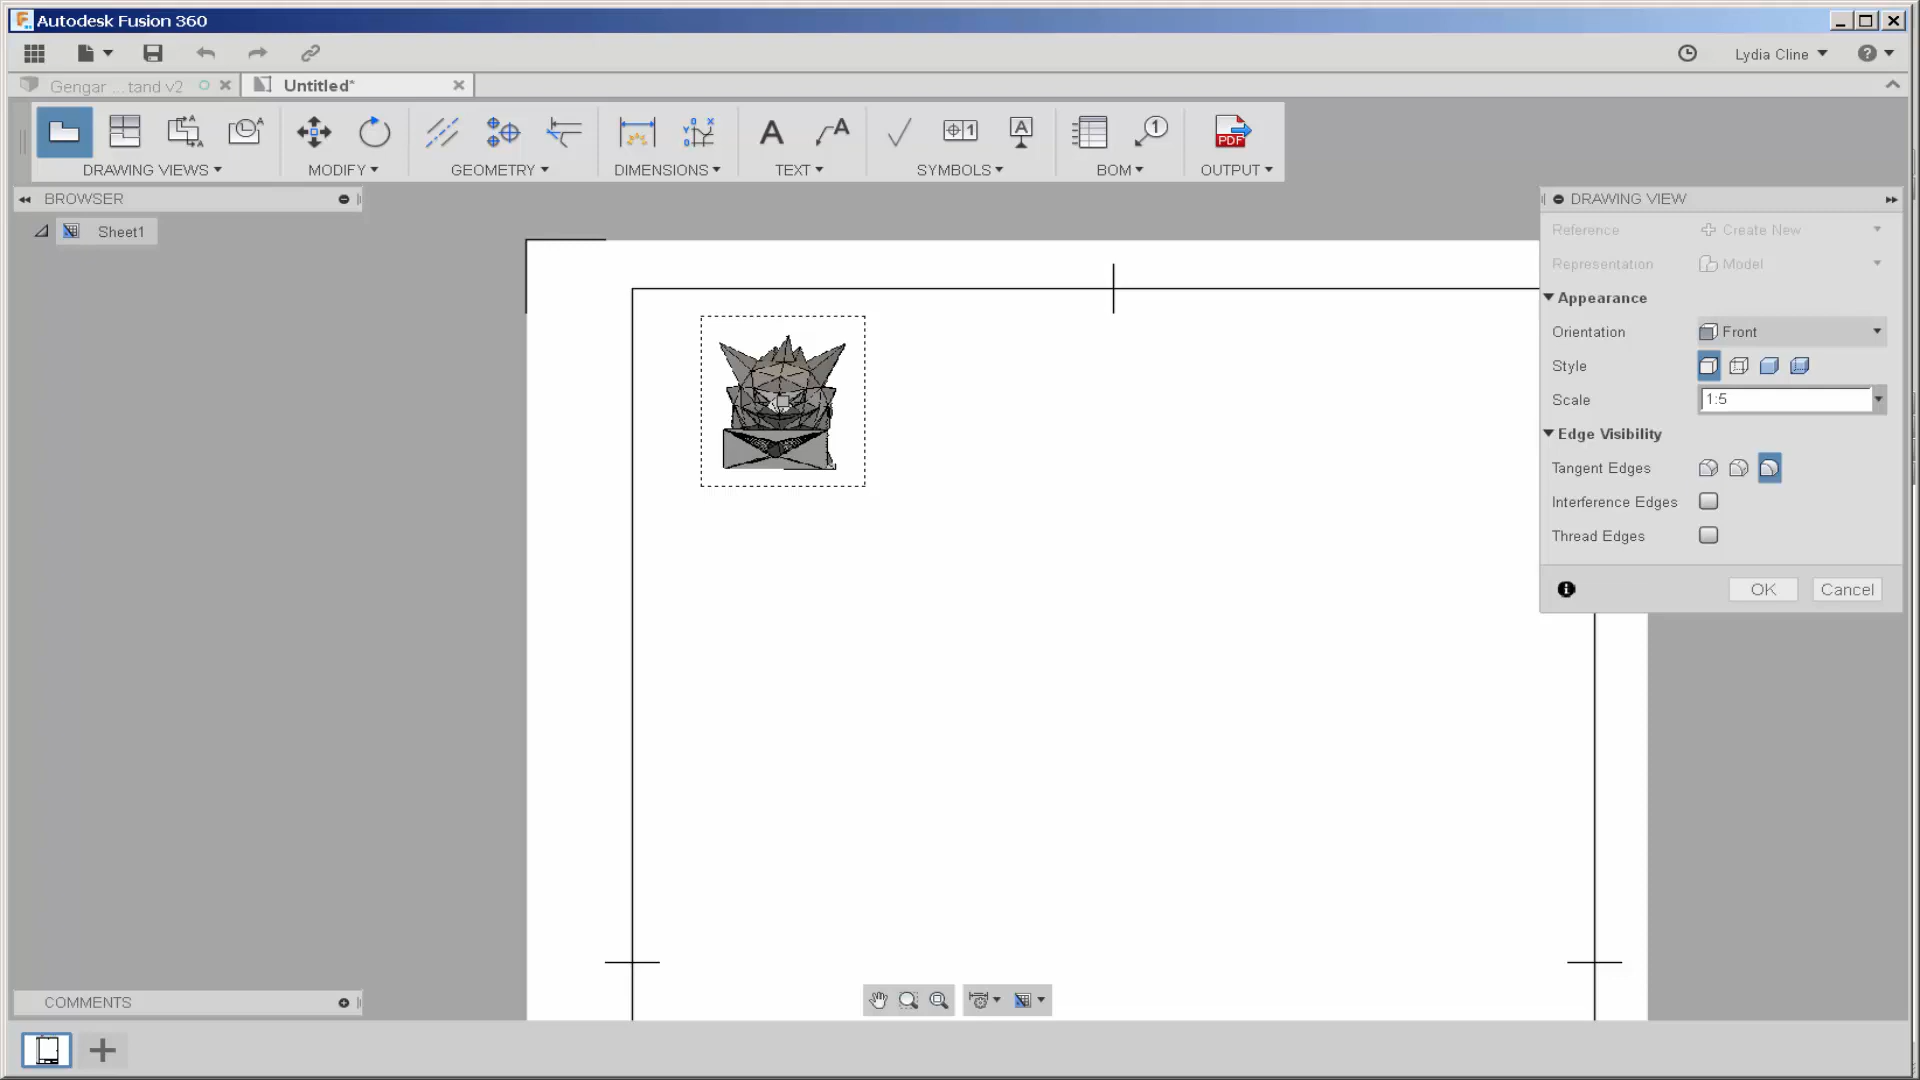 Autodesk Fusion 360
Lydia Cline
Gengar ...tand v2
Untitled*
DRAWING VIEWS
MODIFY
GEOMETRY
DIMENSIONS
TEXT
SYMBOLS
BOM
OUTPUT
BROWSER
Sheet1
DRAWING VIEW
Reference Create New
Representation Model
Appearance
Orientation Front
Style
Scale 1:5
Edge Visibility
Tangent Edges
Interference Edges
Thread Edges
OK Cancel
COMMENTS